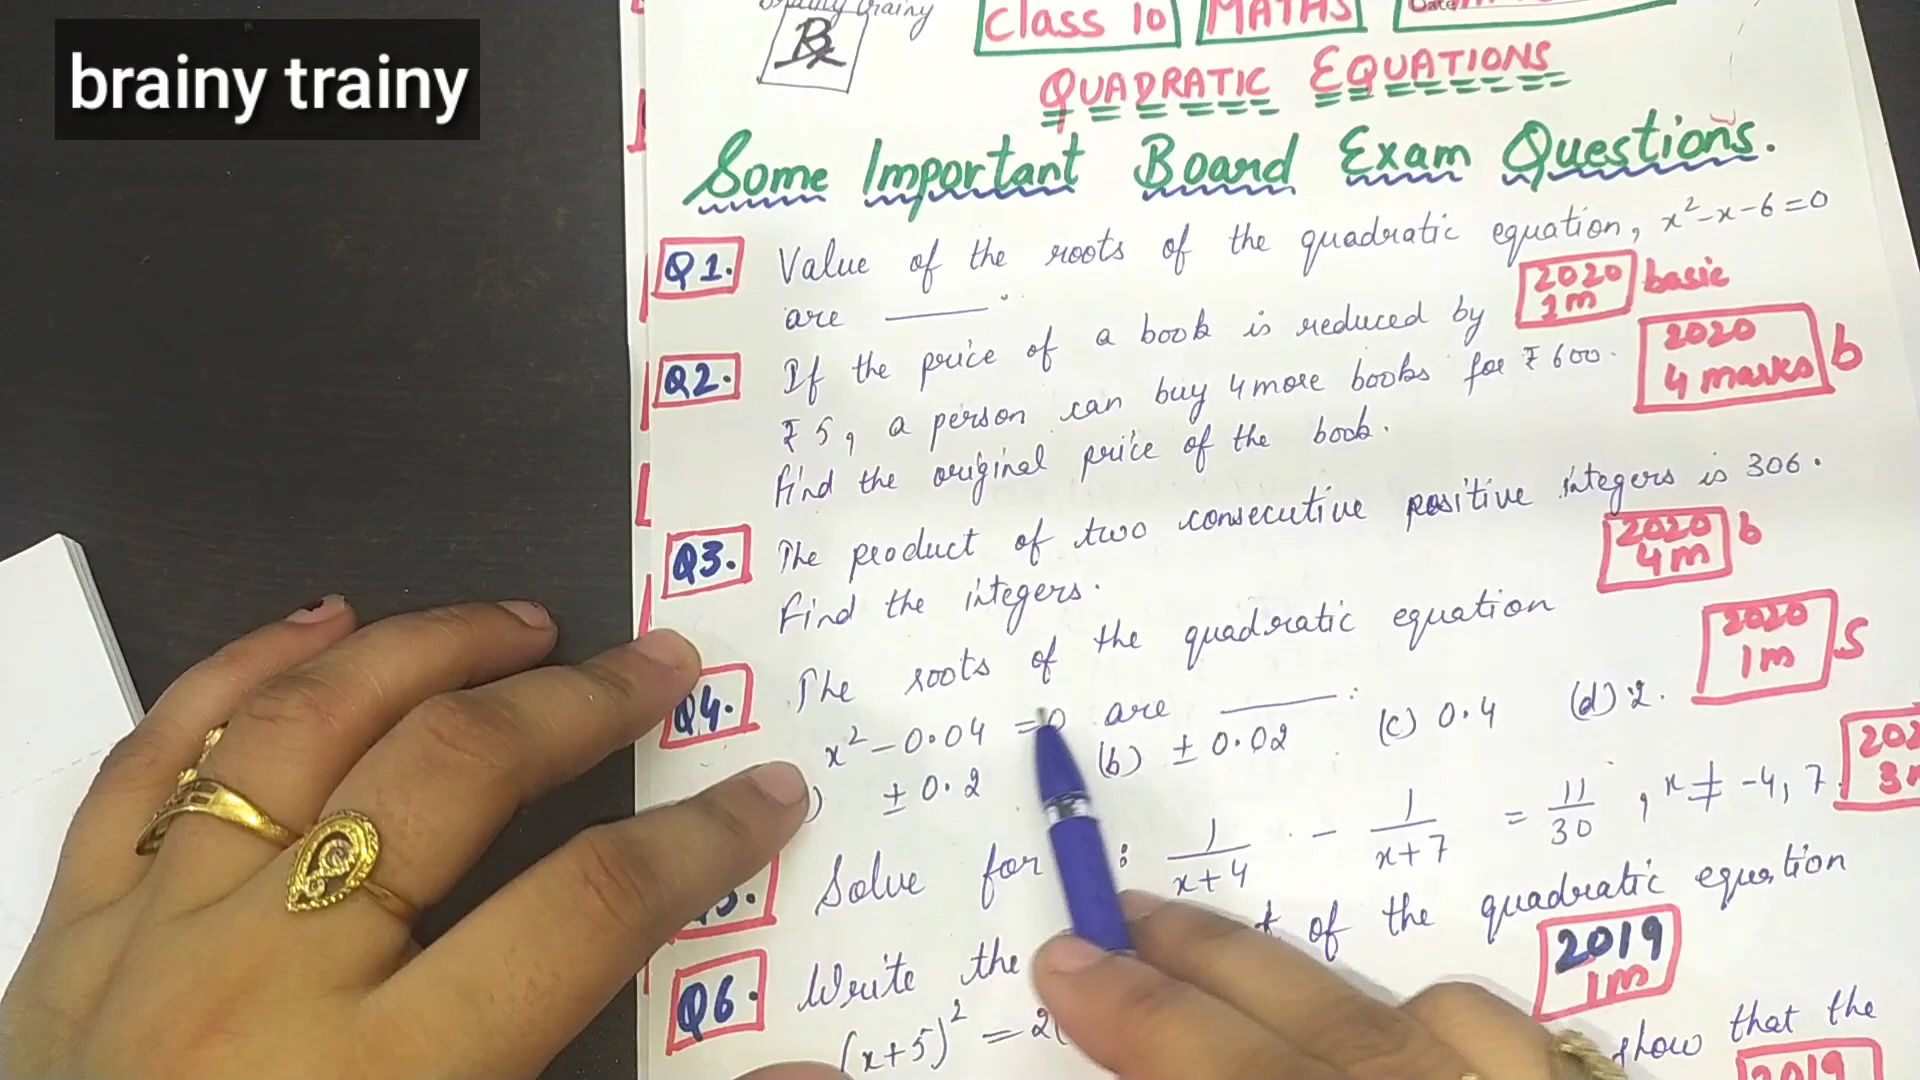 brainy trainy
brainy trainy
Class 10 MATHS Date
QUADRATIC EQUATIONS
Some Important Board Exam Questions.
Q1. Value of the roots of the quadratic equation, x²-x-6=0
are ______. 2020 1m basic
Q2. If the price of a book is reduced by
₹5, a person can buy 4 more books for ₹600.
Find the original price of the book.
2020 4 marks b
Q3. The product of two consecutive positive integers is 306.
Find the integers. 2020 4m b
Q4. The roots of the quadratic equation
x²-0.04=0 are ______. 2020 1m S
) ±0.2 (b) ±0.02 (c) 0.4 (d) 2.
Solve for : 1/(x+4) - 1/(x+7) = 11/30, x≠-4, 7 3
Q6. Write the of the quadratic equation
(x+5)² = 2( 2019 1m
show that the
2019